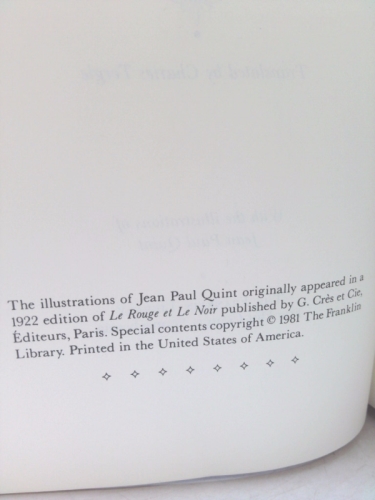 The illustrations of Jean Paul Quint originally appeared in a
1922 edition of Le Rouge et Le Noir published by G. Crès et Cie,
Éditeurs, Paris. Special contents copyright © 1981 The Franklin
Library. Printed in the United States of America.